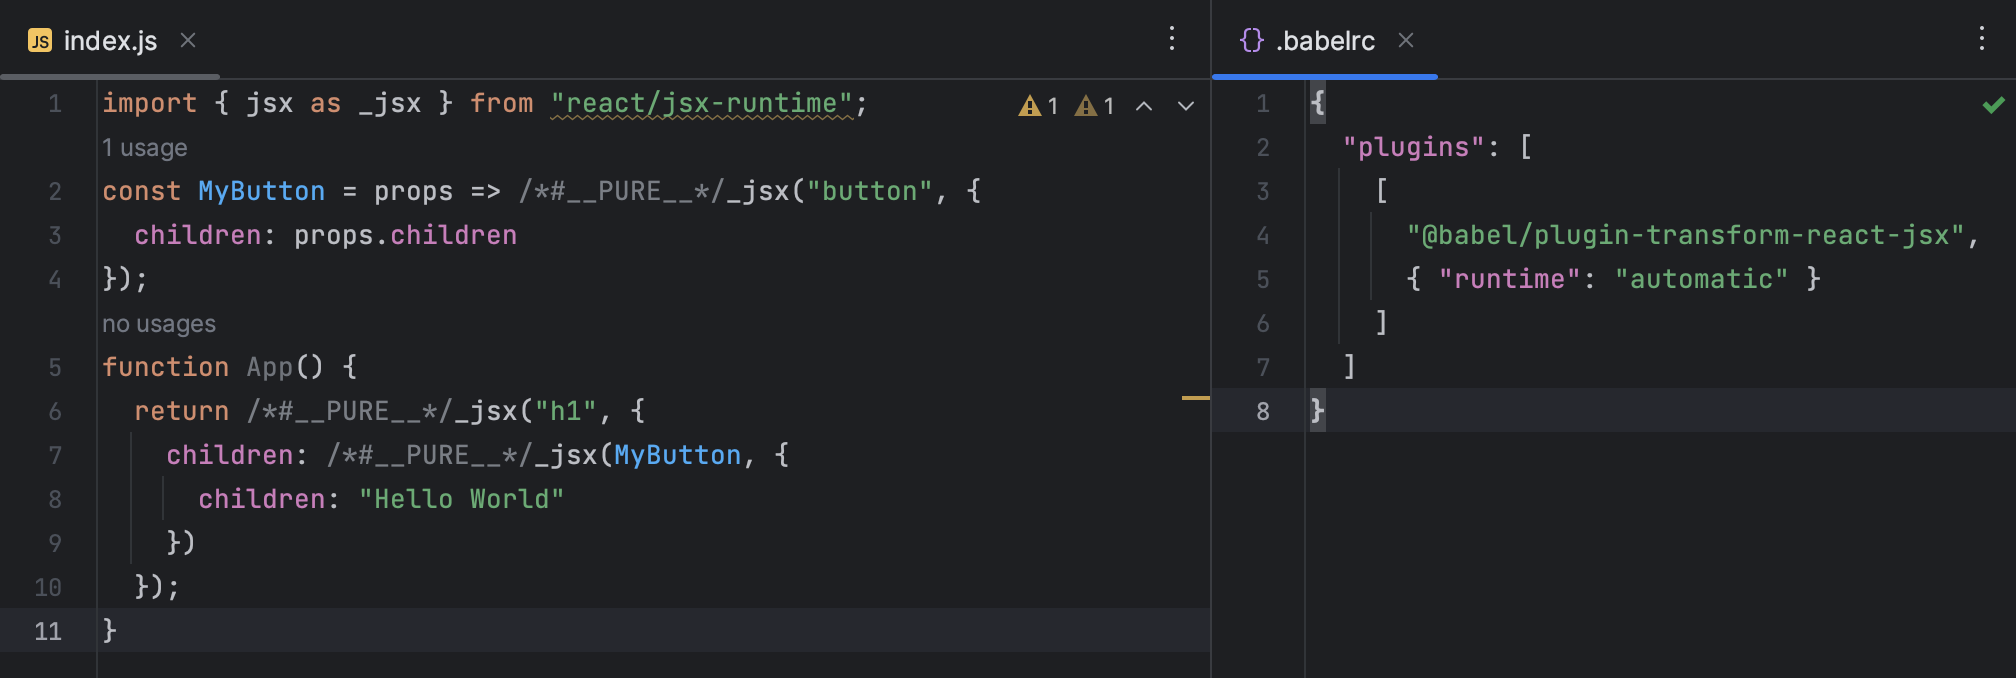 JS index.js
1 import { jsx as _jsx } from "react/jsx-runtime"; 1 1
1 usage
2 const MyButton = props => /*#__PURE__*/_jsx("button", {
3   children: props.children
4 });
no usages
5 function App() {
6   return /*#__PURE__*/_jsx("h1", {
7     children: /*#__PURE__*/_jsx(MyButton, {
8       children: "Hello World"
9     })
10   });
11 }
{} .babelrc
1 {
2   "plugins": [
3     [
4       "@babel/plugin-transform-react-jsx",
5       { "runtime": "automatic" }
6     ]
7   ]
8 }